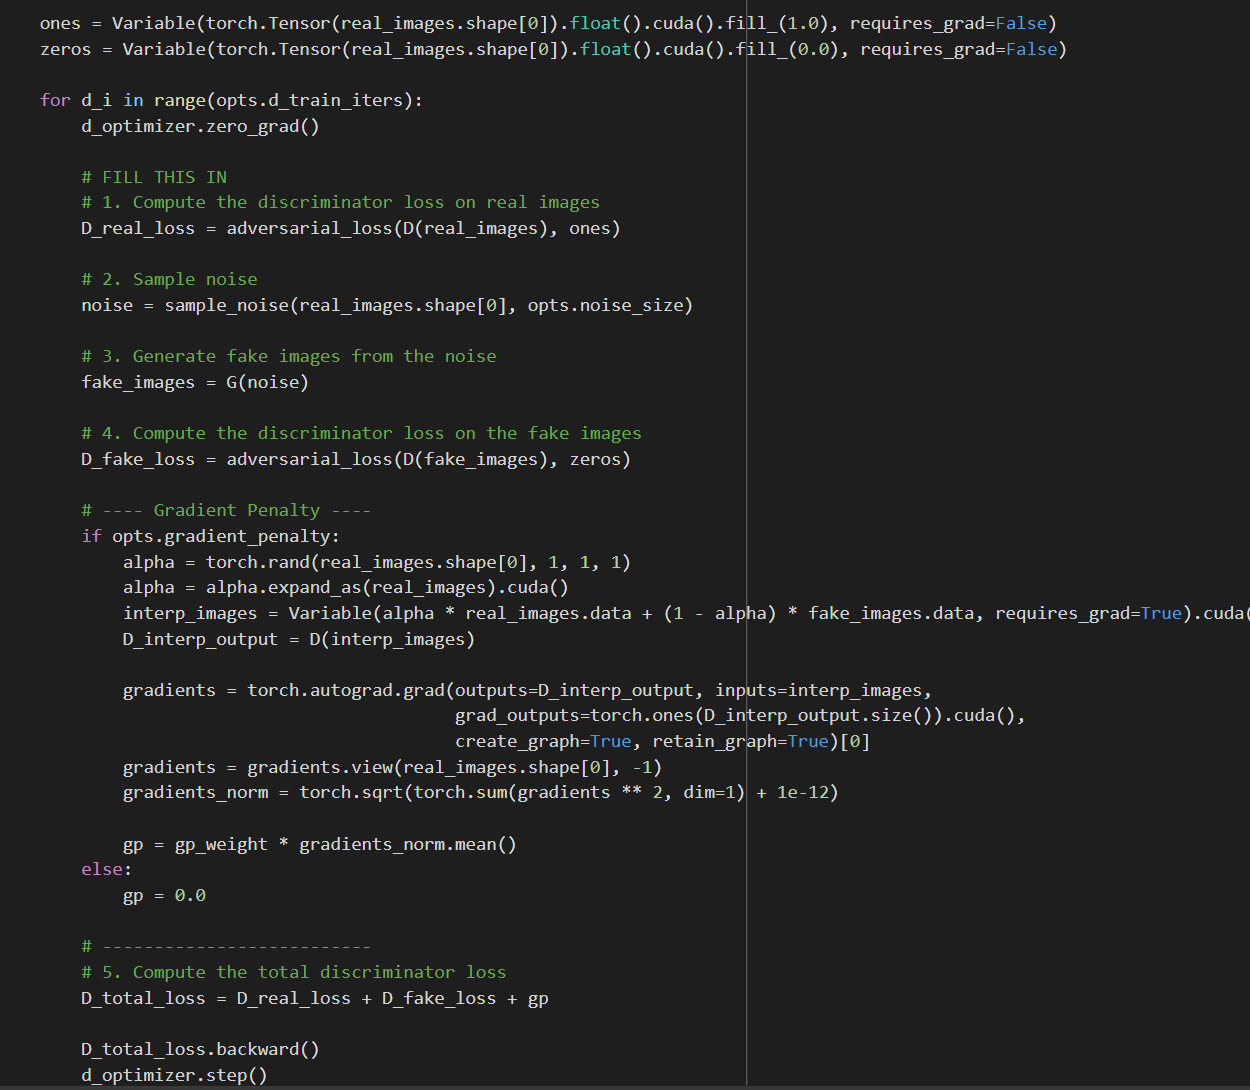 ones = Variable(torch.Tensor(real_images.shape[0]).float().cuda().fill_(1.0), requires_grad=False)
zeros = Variable(torch.Tensor(real_images.shape[0]).float().cuda().fill_(0.0), requires_grad=False)
for d_i in range(opts.d_train_iters):
d_optimizer.zero_grad()
# FILL THIS IN
# 1. Compute the discriminator loss on real images
D_real_loss = adversarial_loss(D(real_images), ones)
# 2. Sample noise
noise = sample_noise(real_images.shape[0], opts.noise_size)
# 3. Generate fake images from the noise
fake_images = G(noise)
# 4. Compute the discriminator loss on the fake images
D_fake_loss = adversarial_loss(D(fake_images), zeros)
# ---- Gradient Penalty ----
if opts.gradient_penalty:
alpha = torch.rand(real_images.shape[0], 1, 1, 1)
alpha = alpha.expand_as(real_images).cuda()
interp_images = Variable(alpha * real_images.data + (1 - alpha) * fake_images.data, requires_grad=True).cuda(
D_interp_output = D(interp_images)
gradients = torch.autograd.grad(outputs=D_interp_output, inputs=interp_images,
grad_outputs=torch.ones(D_interp_output.size()).cuda(),
create_graph=True, retain_graph=True)[0]
gradients = gradients.view(real_images.shape[0], -1)
gradients_norm = torch.sqrt(torch.sum(gradients ** 2, dim=1) + 1e-12)
gp = gp_weight * gradients_norm.mean()
else:
gp = 0.0
# --------------------------
# 5. Compute the total discriminator loss
D_total_loss = D_real_loss + D_fake_loss + gp
D_total_loss.backward()
d_optimizer.step()